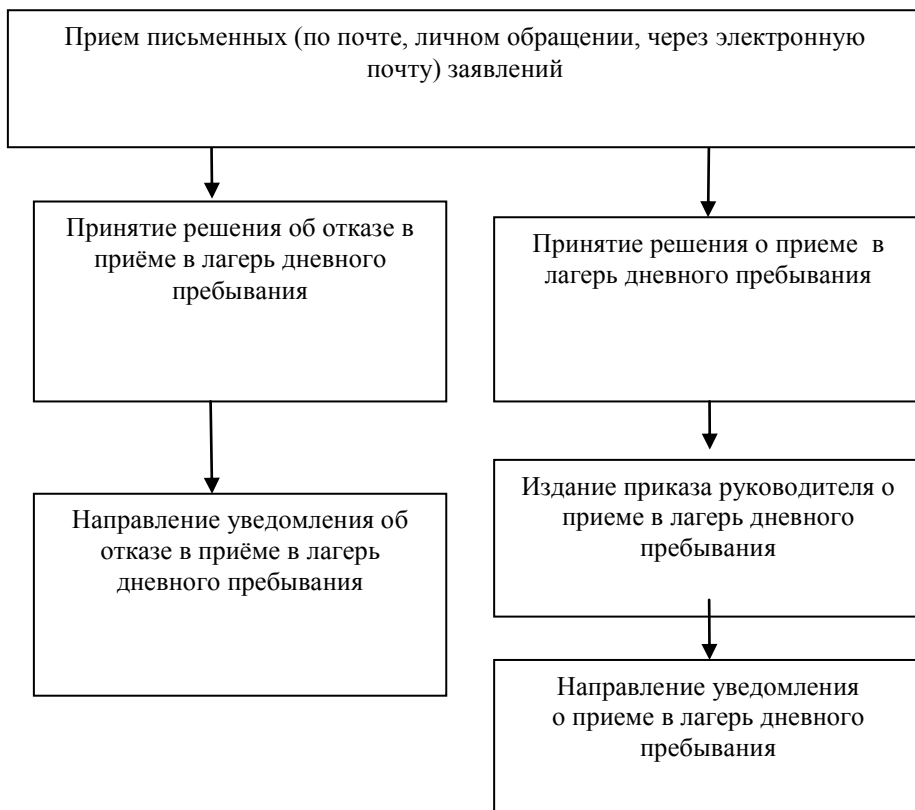 Прием письменных (по почте, личном обращении, через электронную
почту) заявлений
Принятие решения об отказе в
приёме в лагерь дневного
пребывания
Принятие решения о приеме в
лагерь дневного пребывания
Направление уведомления об
отказе в приёме в лагерь
дневного пребывания
Издание приказа руководителя о
приеме в лагерь дневного
пребывания
Направление уведомления
о приеме в лагерь дневного
пребывания